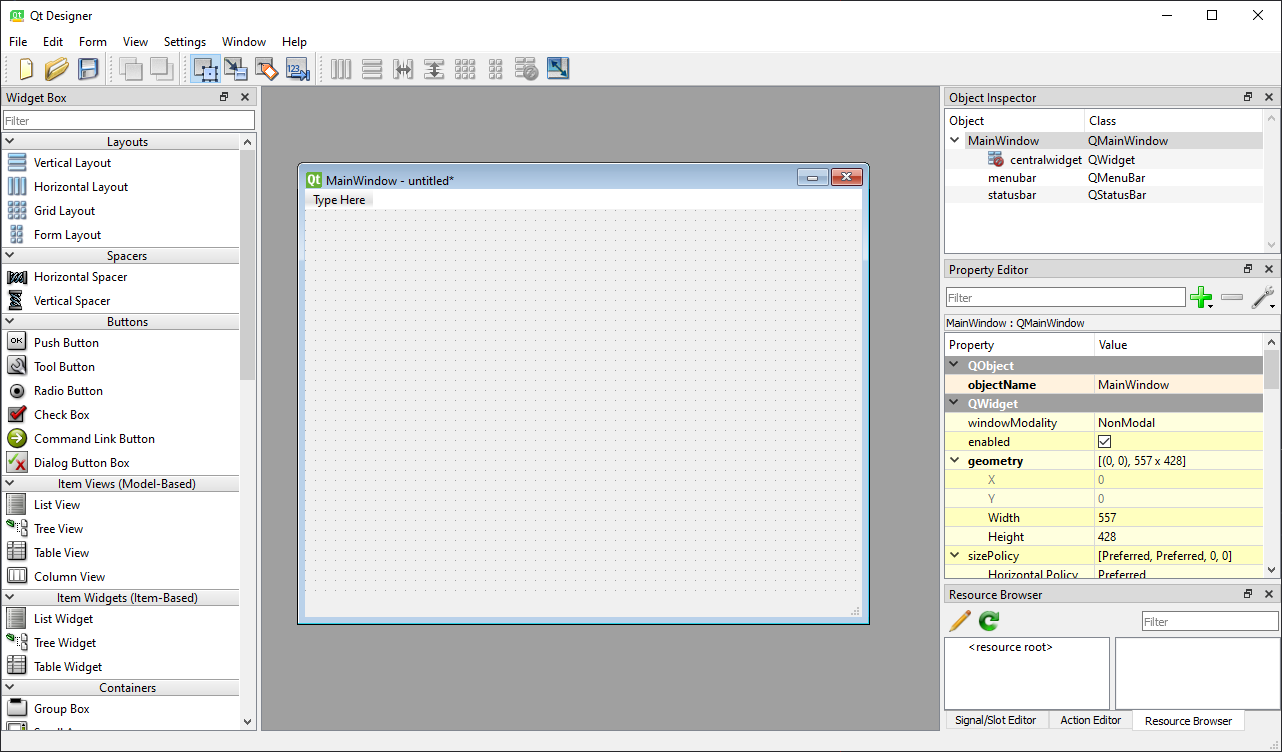 Qt Designer
File Edit Form View Settings Window Help
Widget Box
Filter
Layouts
Vertical Layout
Horizontal Layout
Grid Layout
Form Layout
Spacers
Horizontal Spacer
Vertical Spacer
Buttons
OK Push Button
Tool Button
Radio Button
Check Box
Command Link Button
Dialog Button Box
Item Views (Model-Based)
List View
Tree View
Table View
Column View
Item Widgets (Item-Based)
List Widget
Tree Widget
Table Widget
Containers
Group Box
Qt MainWindow - untitled*
Type Here
Object Inspector
Object Class
MainWindow QMainWindow
centralwidget QWidget
menubar QMenuBar
statusbar QStatusBar
Property Editor
Filter
MainWindow : QMainWindow
Property Value
QObject
objectName MainWindow
QWidget
windowModality NonModal
enabled
geometry [(0, 0), 557 x 428]
X 0
Y 0
Width 557
Height 428
sizePolicy [Preferred, Preferred, 0, 0]
Horizontal Policy Preferred
Resource Browser
Filter
<resource root>
Signal/Slot Editor Action Editor Resource Browser